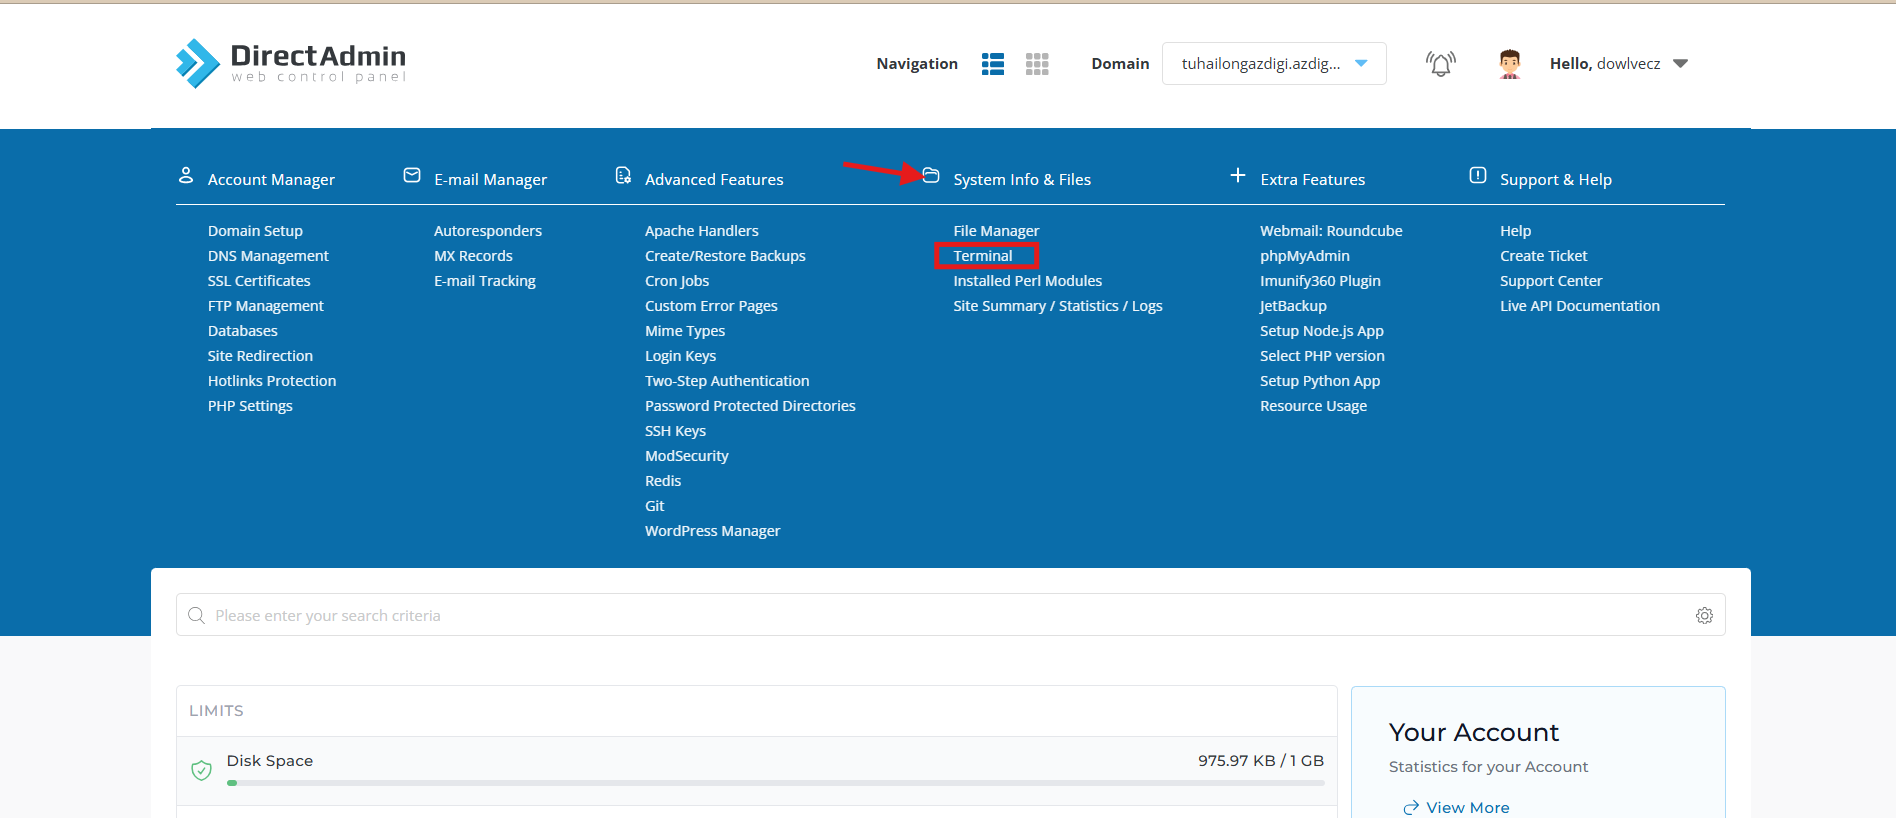 DirectAdmin
web control panel
Navigation
Domain
tuhailongazdigi.azdig...
Hello, dowlvecz
Account Manager
Domain Setup
DNS Management
SSL Certificates
FTP Management
Databases
Site Redirection
Hotlinks Protection
PHP Settings
E-mail Manager
Autoresponders
MX Records
E-mail Tracking
Advanced Features
Apache Handlers
Create/Restore Backups
Cron Jobs
Custom Error Pages
Mime Types
Login Keys
Two-Step Authentication
Password Protected Directories
SSH Keys
ModSecurity
Redis
Git
WordPress Manager
System Info & Files
File Manager
Terminal
Installed Perl Modules
Site Summary / Statistics / Logs
Extra Features
Webmail: Roundcube
phpMyAdmin
Imunify360 Plugin
JetBackup
Setup Node.js App
Select PHP version
Setup Python App
Resource Usage
Support & Help
Help
Create Ticket
Support Center
Live API Documentation
Please enter your search criteria
LIMITS
Disk Space
975.97 KB / 1 GB
Your Account
Statistics for your Account
View More